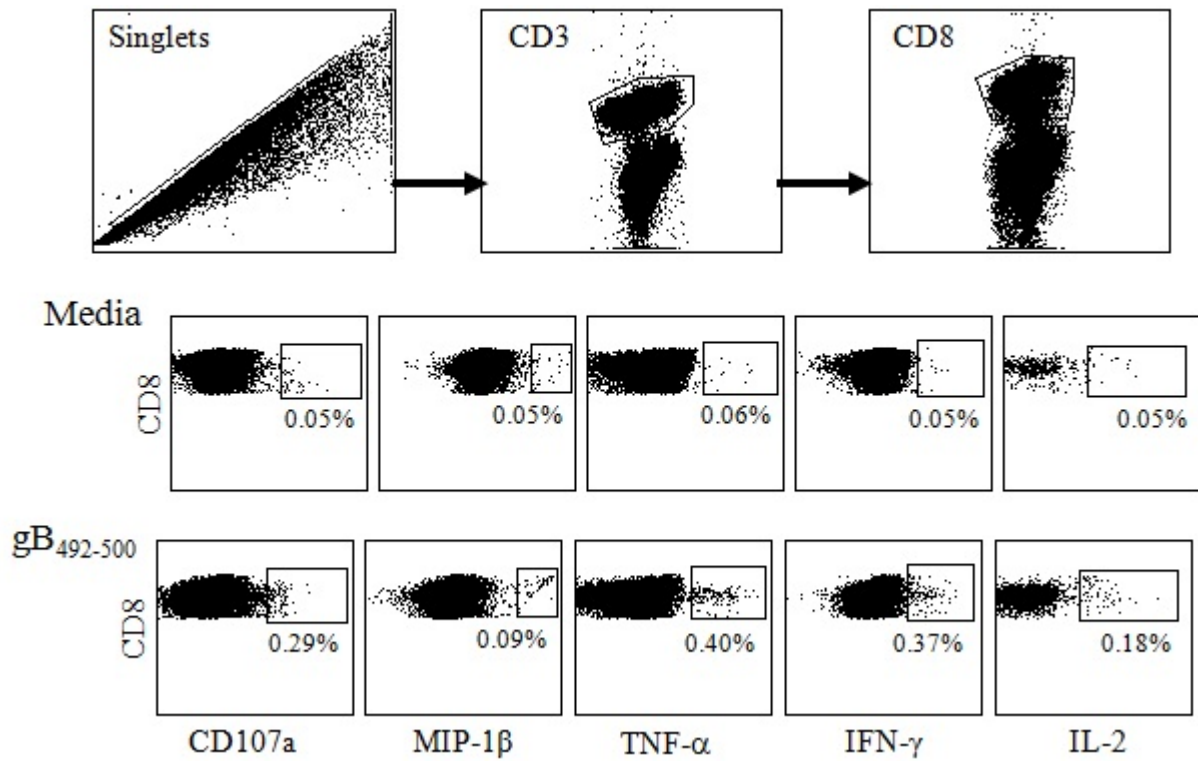 Singlets
CD3
CD8
Media
CD8
0.05%
0.05%
0.06%
0.05%
0.05%
gB492-500
CD8
0.29%
0.09%
0.40%
0.37%
0.18%
CD107a
MIP-1β
TNF-α
IFN-γ
IL-2